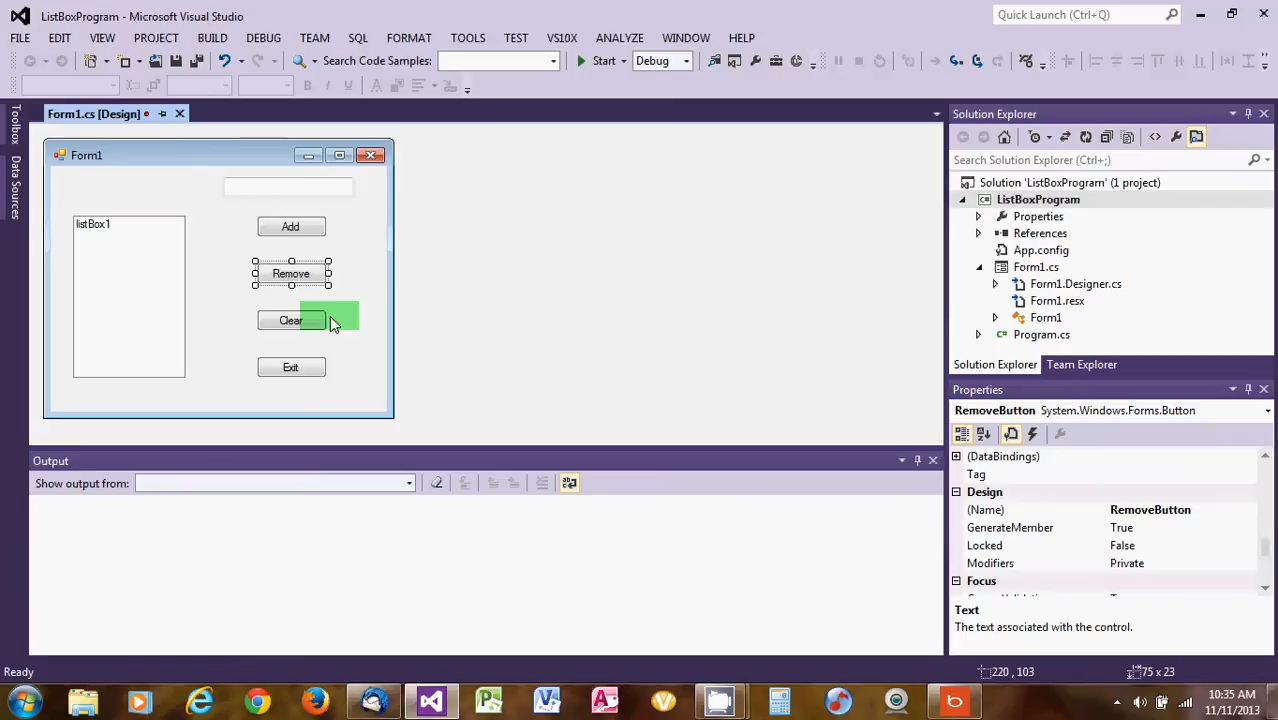 ListBoxProgram - Microsoft Visual Studio
Quick Launch (Ctrl+Q)
FILE EDIT VIEW PROJECT BUILD DEBUG TEAM SQL FORMAT TOOLS TEST VS10X ANALYZE WINDOW HELP
Search Code Samples: Start Debug
Form1.cs [Design]
Toolbox
Data Sources
Form1
listBox1
Add
Remove
Clear
Exit
Output
Show output from:
Solution Explorer
Search Solution Explorer (Ctrl+;)
Solution 'ListBoxProgram' (1 project)
ListBoxProgram
Properties
References
App.config
Form1.cs
Form1.Designer.cs
Form1.resx
Form1
Program.cs
Solution Explorer Team Explorer
Properties
RemoveButton System.Windows.Forms.Button
(DataBindings)
Tag
Design
(Name) RemoveButton
GenerateMember True
Locked False
Modifiers Private
Focus
Text
The text associated with the control.
Ready
220 , 103
75 x 23
10:35 AM
11/11/2013